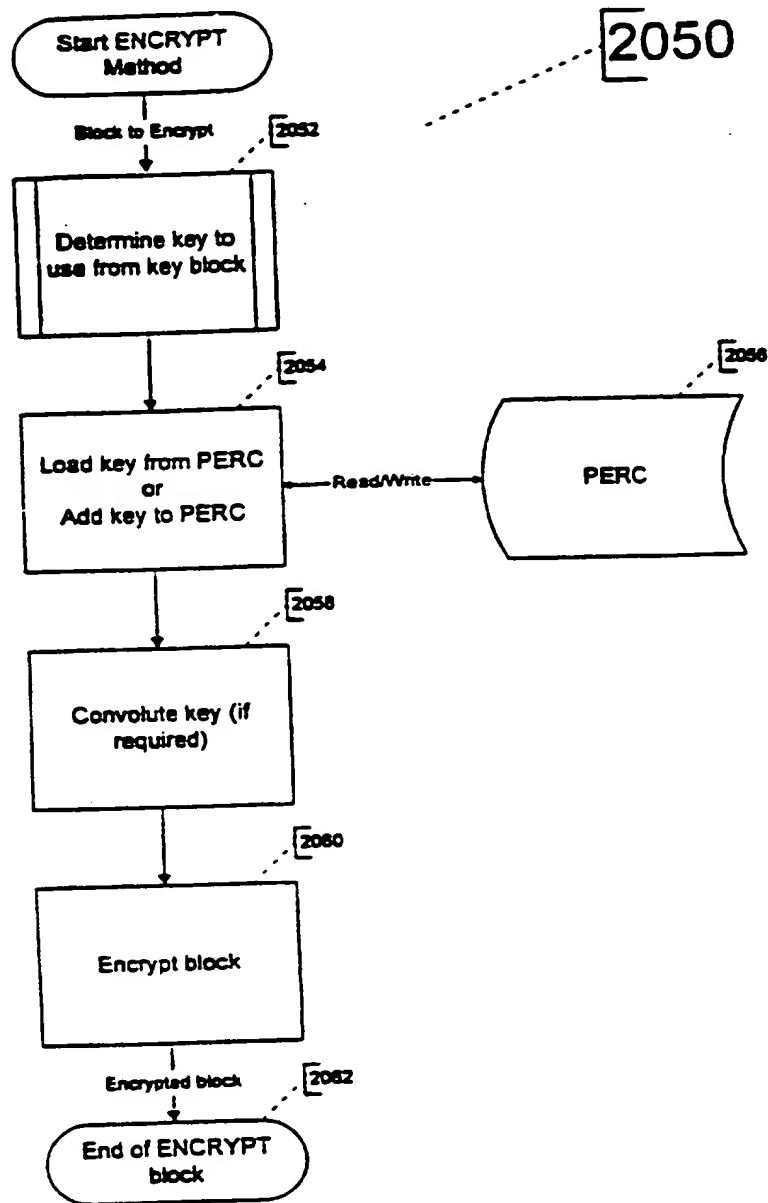 Start ENCRYPT
Method
2050
Block to Encrypt
2052
Determine key to
use from key block
2054
Load key from PERC
or
Add key to PERC
Read/Write
2056
PERC
2058
Convolute key (if
required)
2060
Encrypt block
Encrypted block
2062
End of ENCRYPT
block